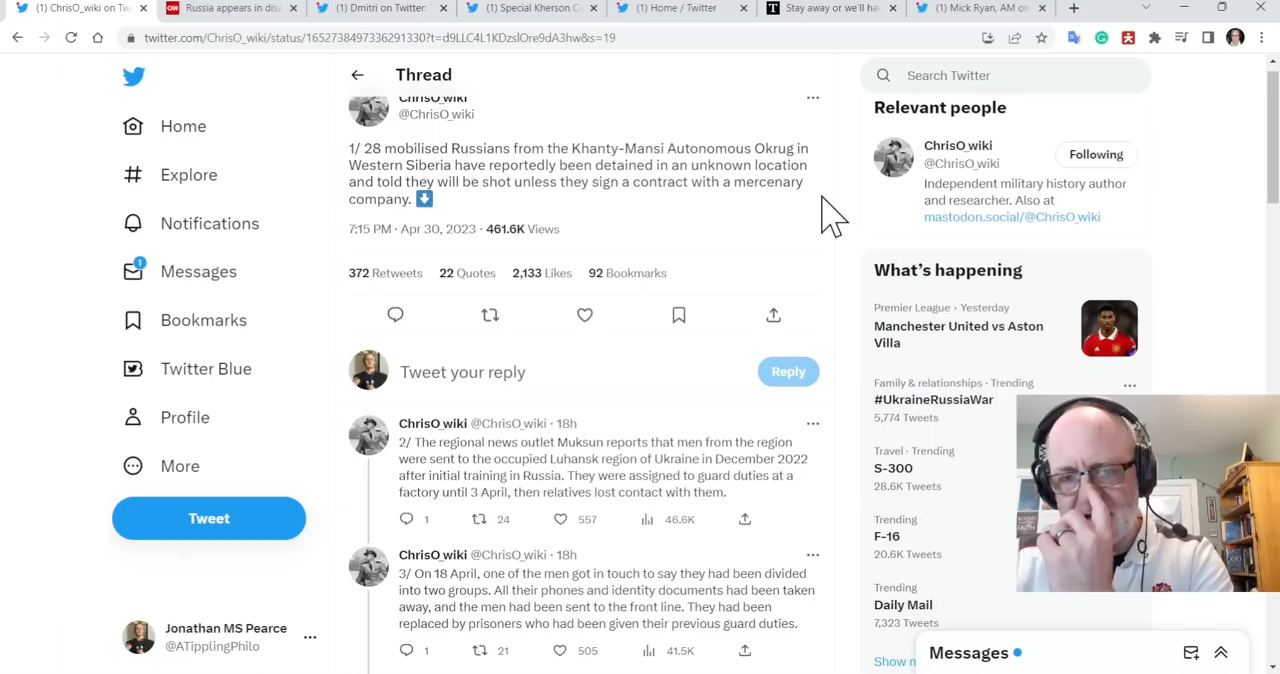 (1) ChrisO_wiki on Tw
Russia appears in disa
(1) Dmitri on Twitter:
(1) Special Kherson C
(1) Home / Twitter
Stay away or we'll ha
(1) Mick Ryan, AM on
twitter.com/ChrisO_wiki/status/1652738497336291330?t=d9LLC4L1KDzslOre9dA3hw&s=19
Home
Explore
Notifications
1
Messages
Bookmarks
Twitter Blue
Profile
More
Tweet
Jonathan MS Pearce
@ATipplingPhilo
Thread
ChrisO_wiki
@ChrisO_wiki
1/ 28 mobilised Russians from the Khanty-Mansi Autonomous Okrug in
Western Siberia have reportedly been detained in an unknown location
and told they will be shot unless they sign a contract with a mercenary
company.
7:15 PM · Apr 30, 2023 · 461.6K Views
372 Retweets 22 Quotes 2,133 Likes 92 Bookmarks
Tweet your reply
Reply
ChrisO_wiki @ChrisO_wiki · 18h
2/ The regional news outlet Muksun reports that men from the region
were sent to the occupied Luhansk region of Ukraine in December 2022
after initial training in Russia. They were assigned to guard duties at a
factory until 3 April, then relatives lost contact with them.
1 24 557 46.6K
ChrisO_wiki @ChrisO_wiki · 18h
3/ On 18 April, one of the men got in touch to say they had been divided
into two groups. All their phones and identity documents had been taken
away, and the men had been sent to the front line. They had been
replaced by prisoners who had been given their previous guard duties.
1 21 505 41.5K
Search Twitter
Relevant people
ChrisO_wiki
@ChrisO_wiki
Following
Independent military history author
and researcher. Also at
mastodon.social/@ChrisO_wiki
What's happening
Premier League · Yesterday
Manchester United vs Aston
Villa
Family & relationships · Trending
#UkraineRussiaWar
5,774 Tweets
Travel · Trending
S-300
28.6K Tweets
Trending
F-16
20.6K Tweets
Trending
Daily Mail
7,323 Tweets
Show
Messages